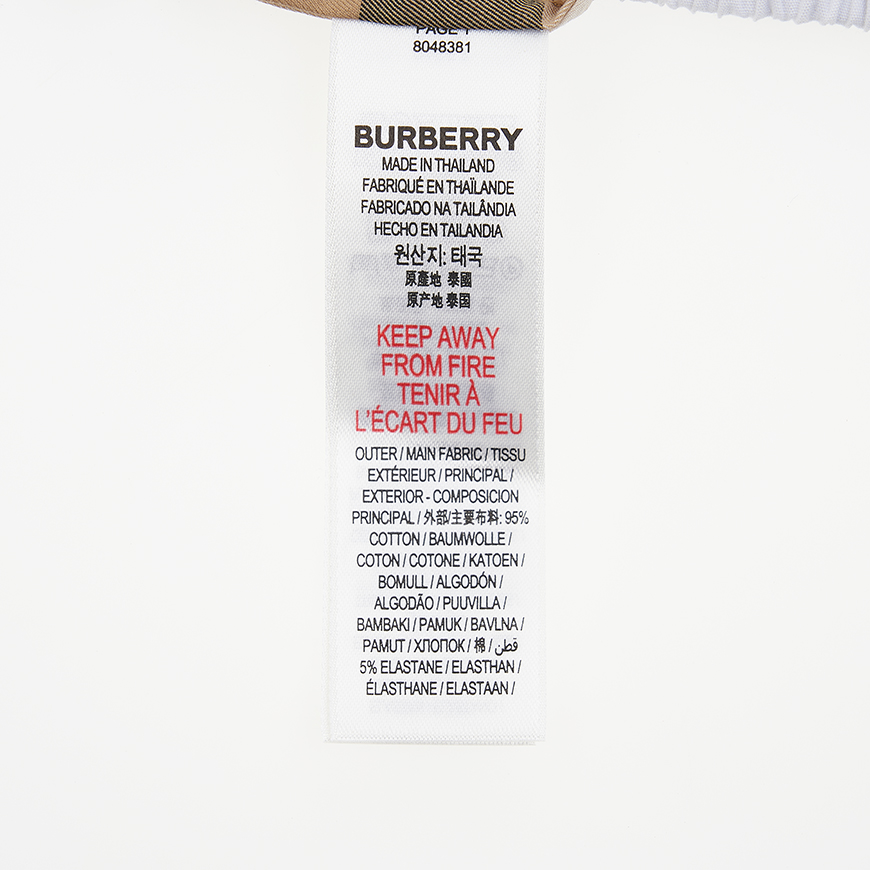 PAGE 1
8048381
BURBERRY
MADE IN THAILAND
FABRIQUÉ EN THAÏLANDE
FABRICADO NA TAILÂNDIA
HECHO EN TAILANDIA
원산지: 태국
原產地 泰國
原产地 泰国
KEEP AWAY
FROM FIRE
TENIR À
L'ÉCART DU FEU
OUTER / MAIN FABRIC / TISSU
EXTÉRIEUR / PRINCIPAL /
EXTERIOR - COMPOSICION
PRINCIPAL / 外部/主要布料: 95%
COTTON / BAUMWOLLE /
COTON / COTONE / KATOEN /
BOMULL / ALGODÓN /
ALGODÃO / PUUVILLA /
BAMBAKI / PAMUK / BAVLNA /
PAMUT / ХЛОПОК / 棉 / قطن /
5% ELASTANE / ELASTHAN /
ÉLASTHANE / ELASTAAN /